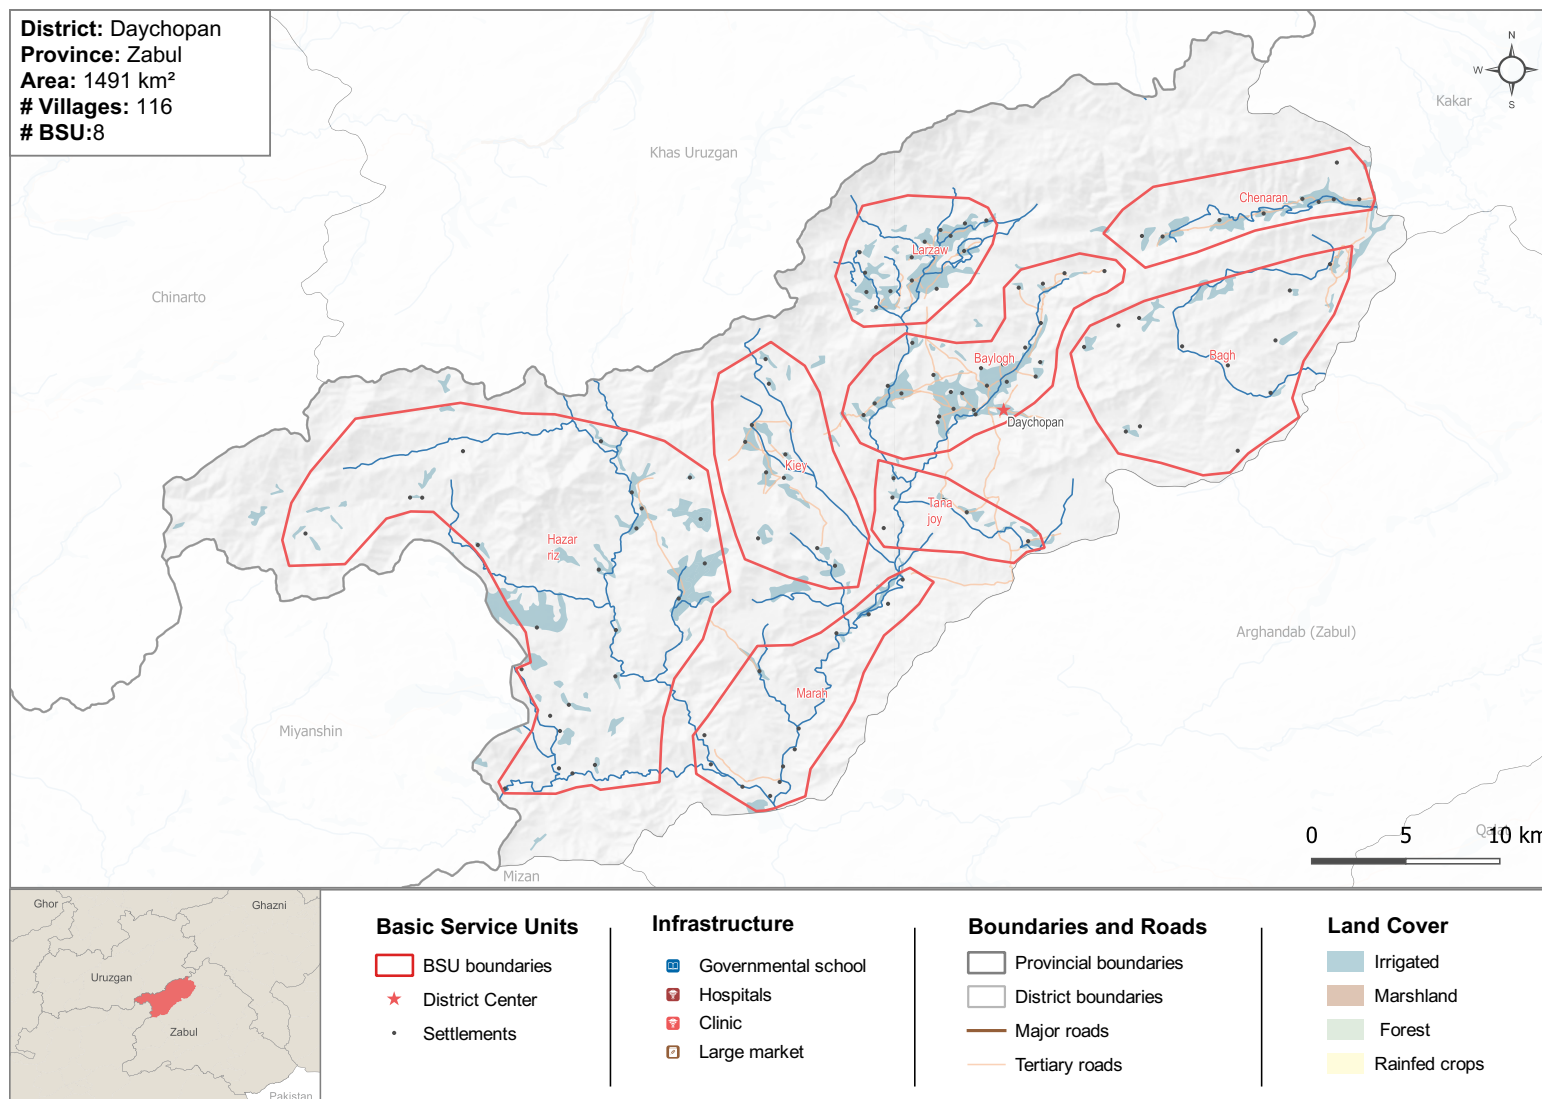 District: Daychopan
Province: Zabul
Area: 1491 km²
# Villages: 116
# BSU:8
N
W
S
Kakar
Khas Uruzgan
Chenaran
Larzaw
Chinarto
Baylogh
Bagh
Daychopan
Kiey
Tana
joy
Hazar
riz
Arghandab (Zabul)
Marah
Miyanshin
0 5 10 km
Mizan
Ghor
Ghazni
Uruzgan
Zabul
Pakistan
Basic Service Units
BSU boundaries
District Center
Settlements
Infrastructure
Governmental school
Hospitals
Clinic
Large market
Boundaries and Roads
Provincial boundaries
District boundaries
Major roads
Tertiary roads
Land Cover
Irrigated
Marshland
Forest
Rainfed crops